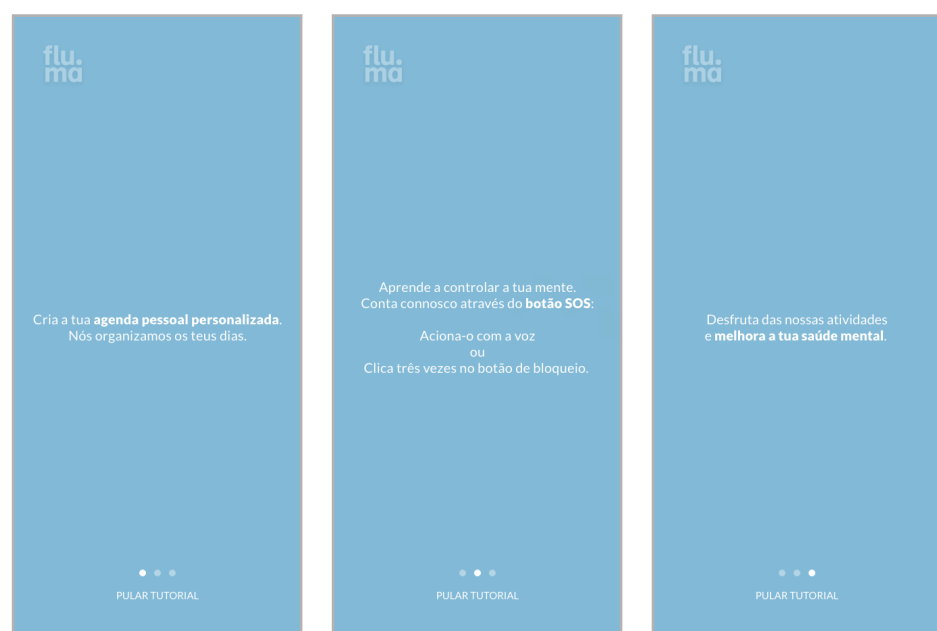 flu.
ma
Cria a tua agenda pessoal personalizada.
Nós organizamos os teus dias.
PULAR TUTORIAL
flu.
ma
Aprende a controlar a tua mente.
Conta connosco através do botão SOS:
Aciona-o com a voz
ou
Clica três vezes no botão de bloqueio.
PULAR TUTORIAL
flu.
ma
Desfruta das nossas atividades
e melhora a tua saúde mental.
PULAR TUTORIAL